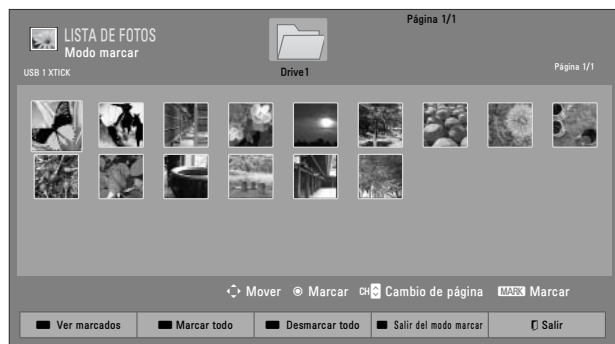 Página 1/1
LISTA DE FOTOS
Modo marcar
USB 1 XTICK
Drive1
Página 1/1
Mover Marcar CH Cambio de página MARK Marcar
Ver marcados Marcar todo Desmarcar todo Salir del modo marcar Salir